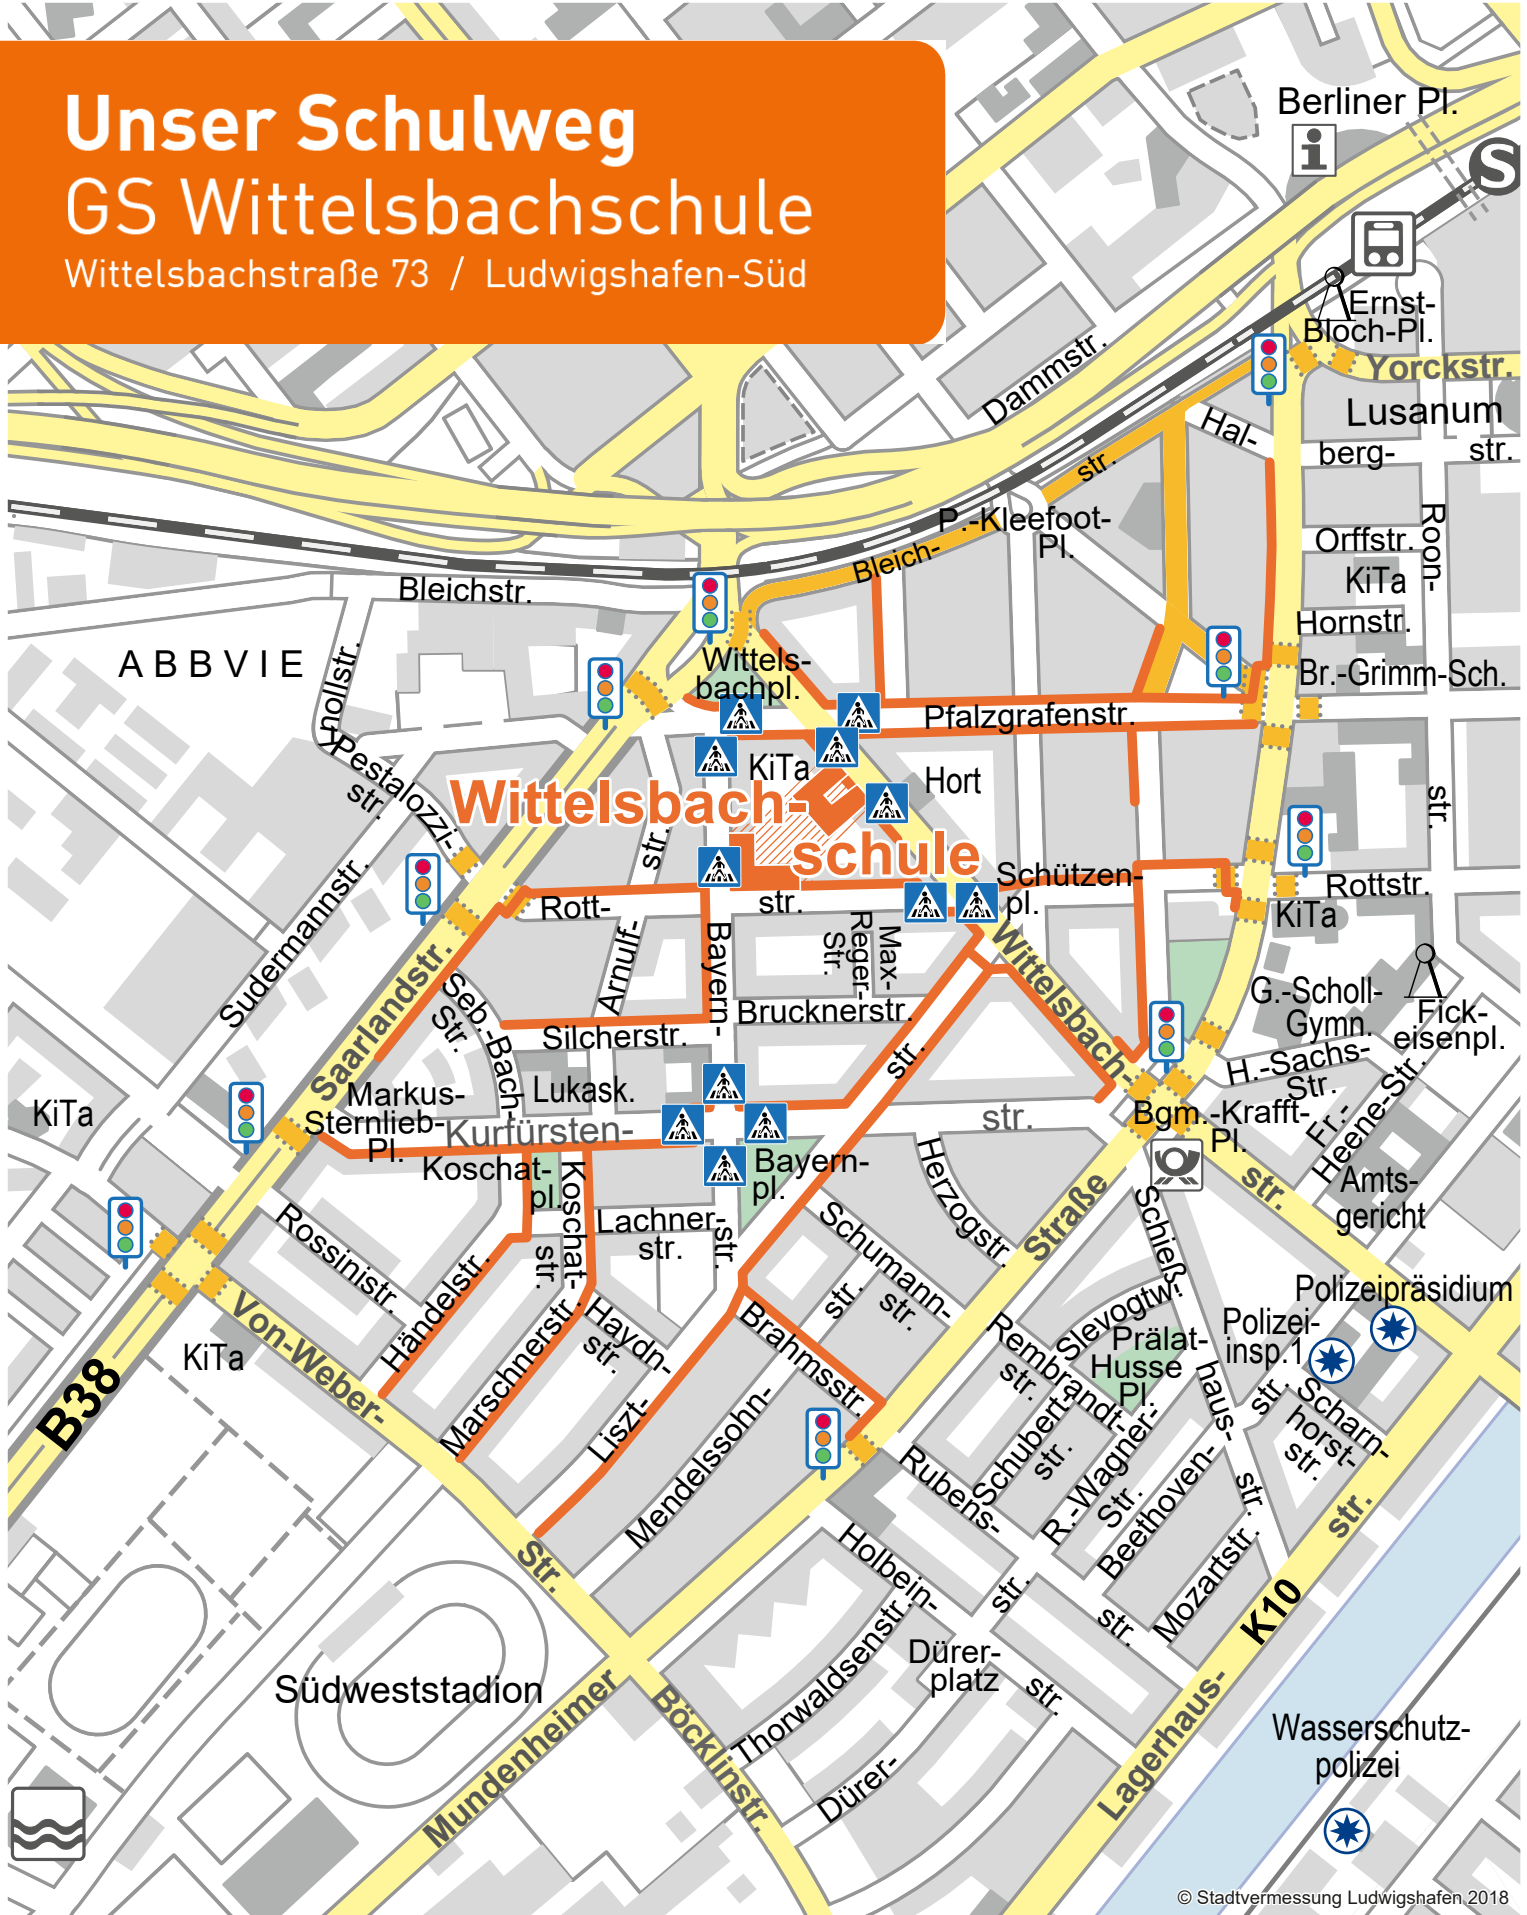 Unser Schulweg
GS Wittelsbachschule
Wittelsbachstraße 73 / Ludwigshafen-Süd
Berliner Pl.
S
Ernst-
Bloch-Pl.
Yorckstr.
Dammstr.
Lusanum
Hal-
berg-
str.
str.
P.-Kleefoot-
Pl.
Bleich-
Roon-
str.
Orffstr.
KiTa
Hornstr.
Br.-Grimm-Sch.
Bleichstr.
ABBVIE
Knollstr.
Wittels-
bachpl.
Pfalzgrafenstr.
Pestalozzi-
str.
KiTa
Hort
Wittelsbach-
schule
str.
Schützen-
pl.
Rottstr.
KiTa
Rott-
str.
Sudermannstr.
Saarlandstr.
Arnulf-
Bayern-
Max-
Reger-
Str.
Wittelsbach-
Seb.-Bach-
Str.
Silcherstr.
Brucknerstr.
G.-Scholl-
Gymn.
Fick-
eisenpl.
H.-Sachs-
Str.
Fr.-
Heene-Str.
KiTa
Markus-
Sternlieb-
Pl.
Lukask.
str.
Kurfürsten-
str.
Bgm.-Krafft-
Pl.
str.
Koschat-
pl.
Koschat-
str.
Bayern-
pl.
Herzogstr.
Straße
Amts-
gericht
Lachner-
str.
str.
Schumann-
str.
str.
Schieß-
haus-
str.
Rossinistr.
Händelstr.
Marschnerstr.
Haydn-
str.
Brahmsstr.
Rembrandt-
str.
Slevogtw.
Prälat-
Husse
Pl.
Polizeipräsidium
Polizei-
insp.1
KiTa
Von-Weber-
Str.
B38
Liszt-
Mendelssohn-
Rubens-
str.
Schubert-
str.
R.-Wagner-
Str.
Beethoven-
str.
Scharn-
horst-
str.
Mozartstr.
str.
K10
Holbein-
str.
Südweststadion
Thorwaldsenstr.
Dürer-
platz
str.
Mundenheimer
Böcklinstr.
Dürer-
Lagerhaus-
Wasserschutz-
polizei
© Stadtvermessung Ludwigshafen 2018